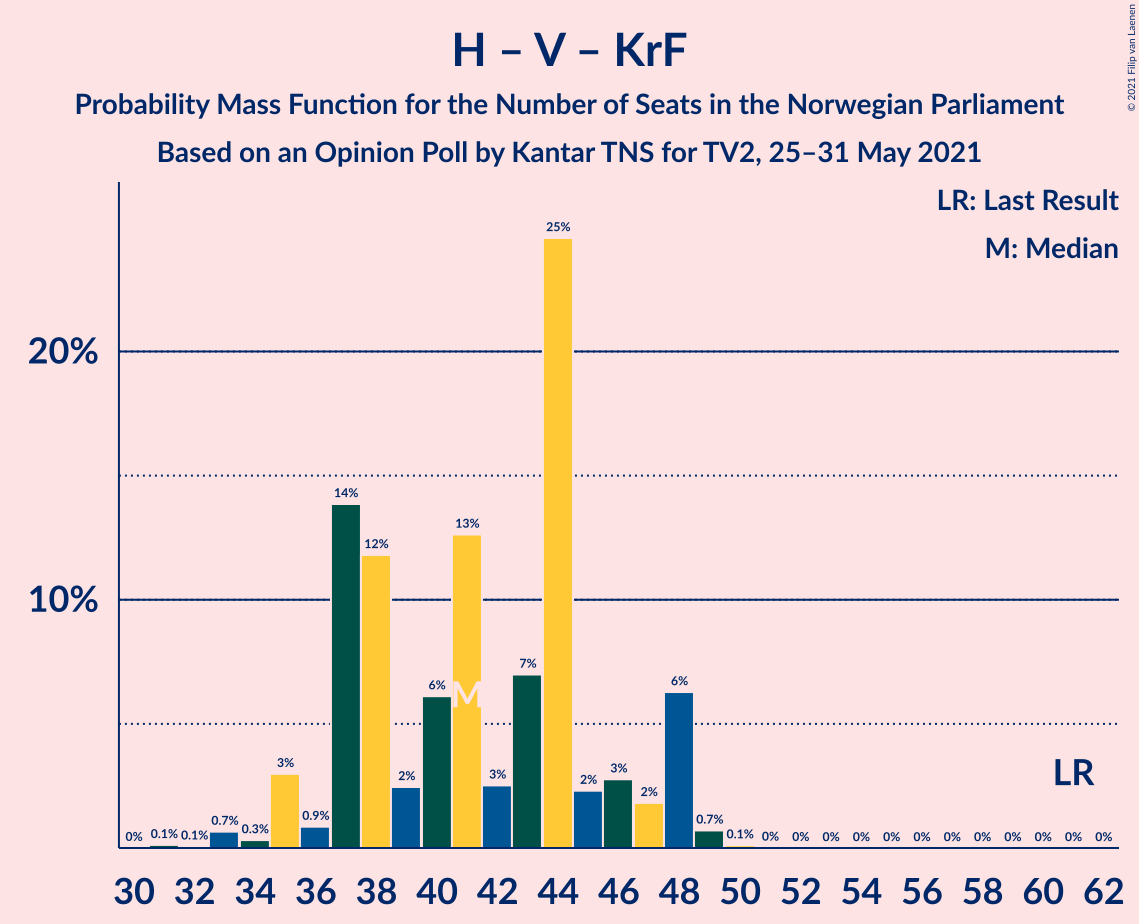 H – V – KrF
Probability Mass Function for the Number of Seats in the Norwegian Parliament
Based on an Opinion Poll by Kantar TNS for TV2, 25–31 May 2021
© 2021 Filip van Laenen
LR: Last Result
M: Median
20%
10%
0% 0.1% 0.1% 0.7% 0.3% 3% 0.9% 14% 12% 2% 6% 13% 3% 7% 25% 2% 3% 2% 6% 0.7% 0.1% 0% 0% 0% 0% 0% 0% 0% 0% 0% 0% 0% 0%
M
LR
30 32 34 36 38 40 42 44 46 48 50 52 54 56 58 60 62